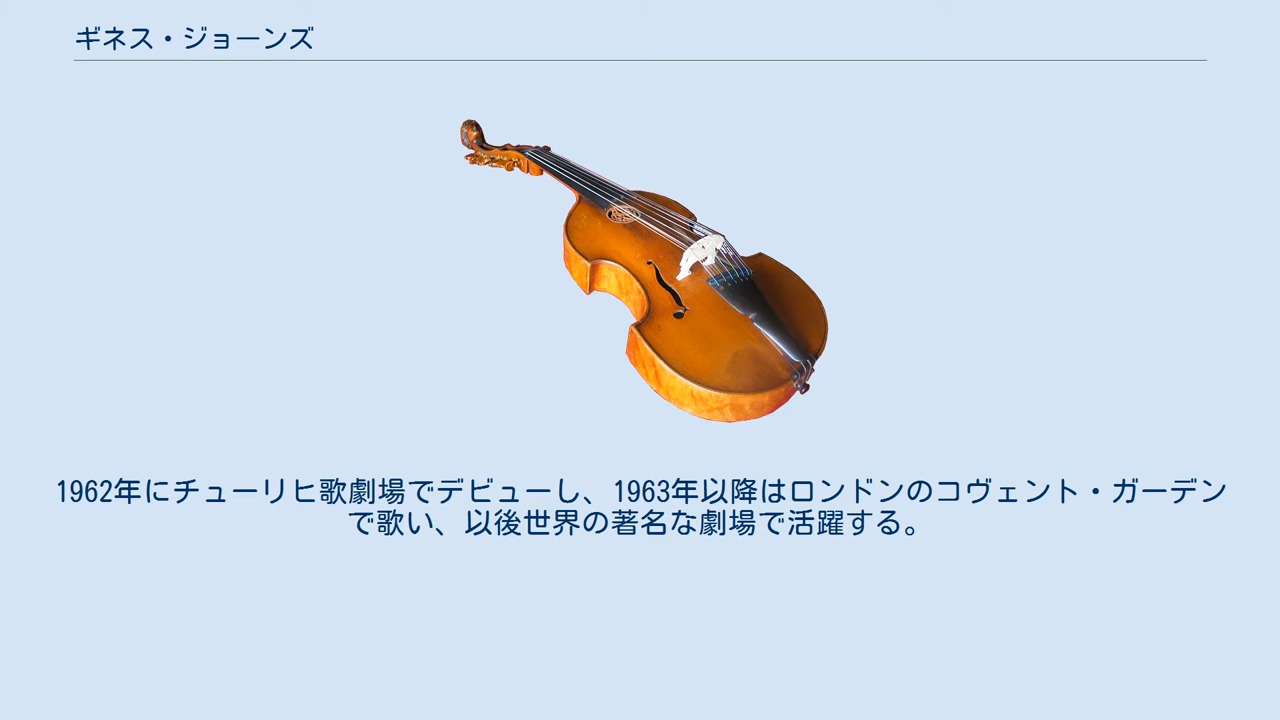 ギネス・ジョーンズ
1962年にチューリヒ歌劇場でデビューし、1963年以降はロンドンのコヴェント・ガーデン
で歌い、以後世界の著名な劇場で活躍する。